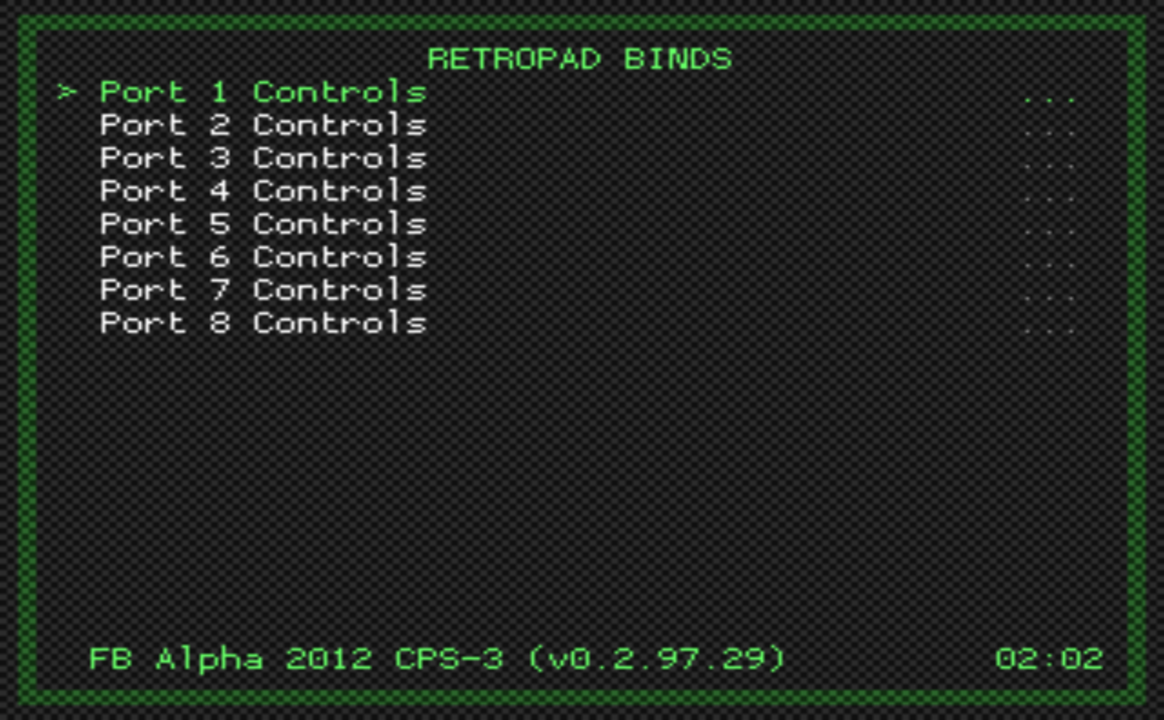 RETROPAD BINDS
> Port 1 Controls ...
Port 2 Controls ...
Port 3 Controls ...
Port 4 Controls ...
Port 5 Controls ...
Port 6 Controls ...
Port 7 Controls ...
Port 8 Controls ...
FB Alpha 2012 CPS-3 (v0.2.97.29) 02:02